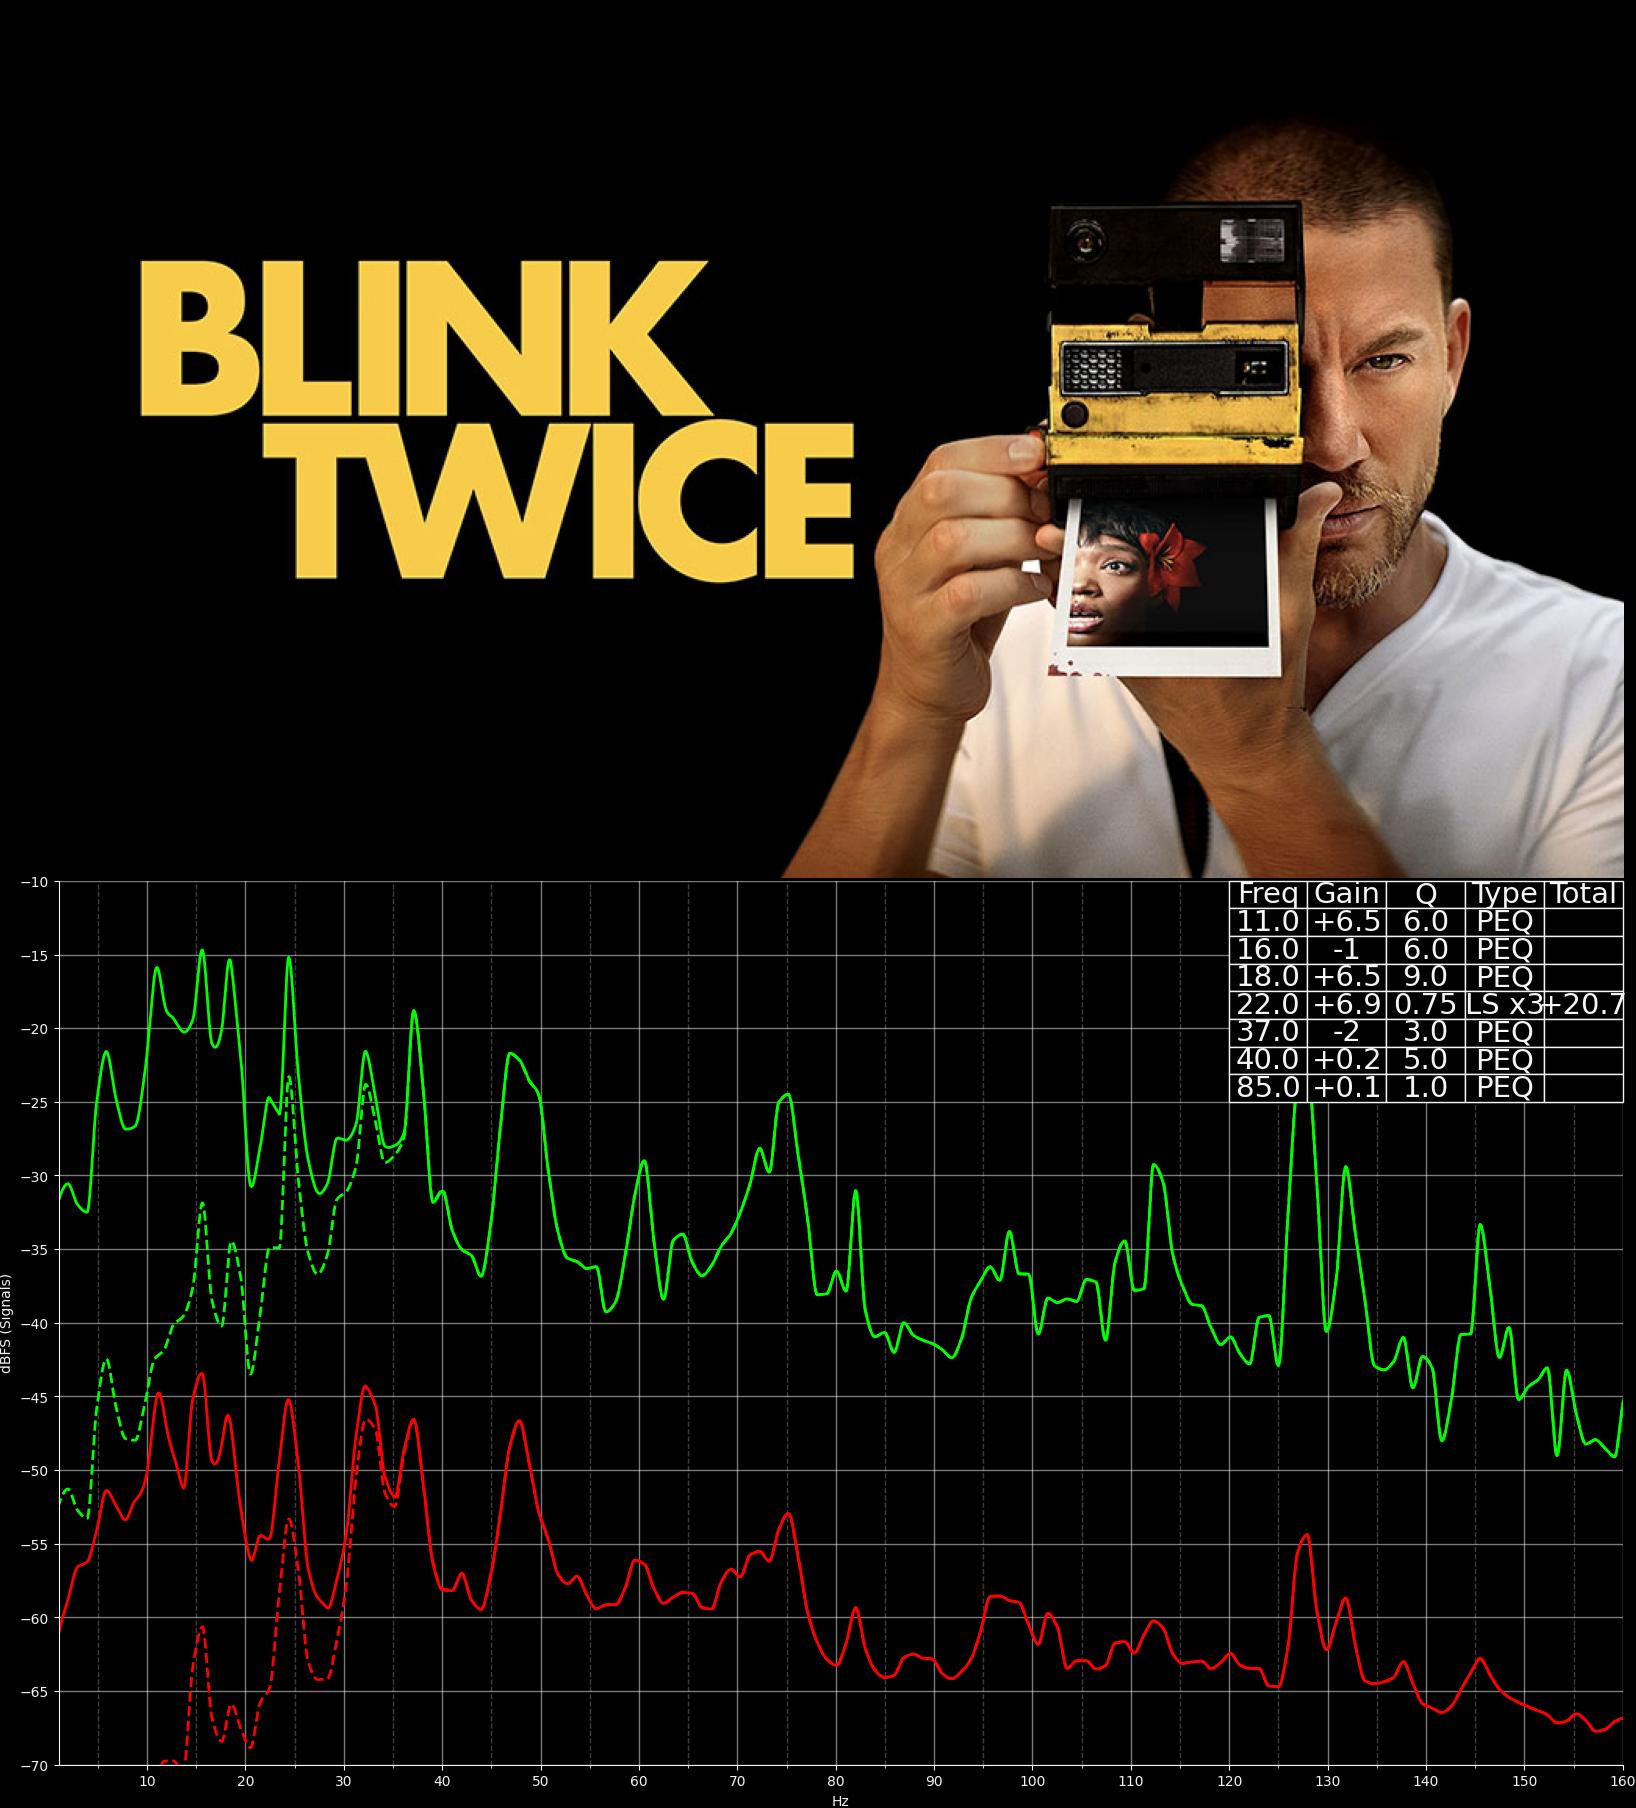 BLINK
TWICE
Freq Gain Q Type Total
11.0 +6.5 6.0 PEQ
16.0 -1 6.0 PEQ
18.0 +6.5 9.0 PEQ
22.0 +6.9 0.75 LS x3 +20.7
37.0 -2 3.0 PEQ
40.0 +0.2 5.0 PEQ
85.0 +0.1 1.0 PEQ
dBFS (Signals)
−10
−15
−20
−25
−30
−35
−40
−45
−50
−55
−60
−65
−70
10 20 30 40 50 60 70 80 90 100 110 120 130 140 150 160
Hz